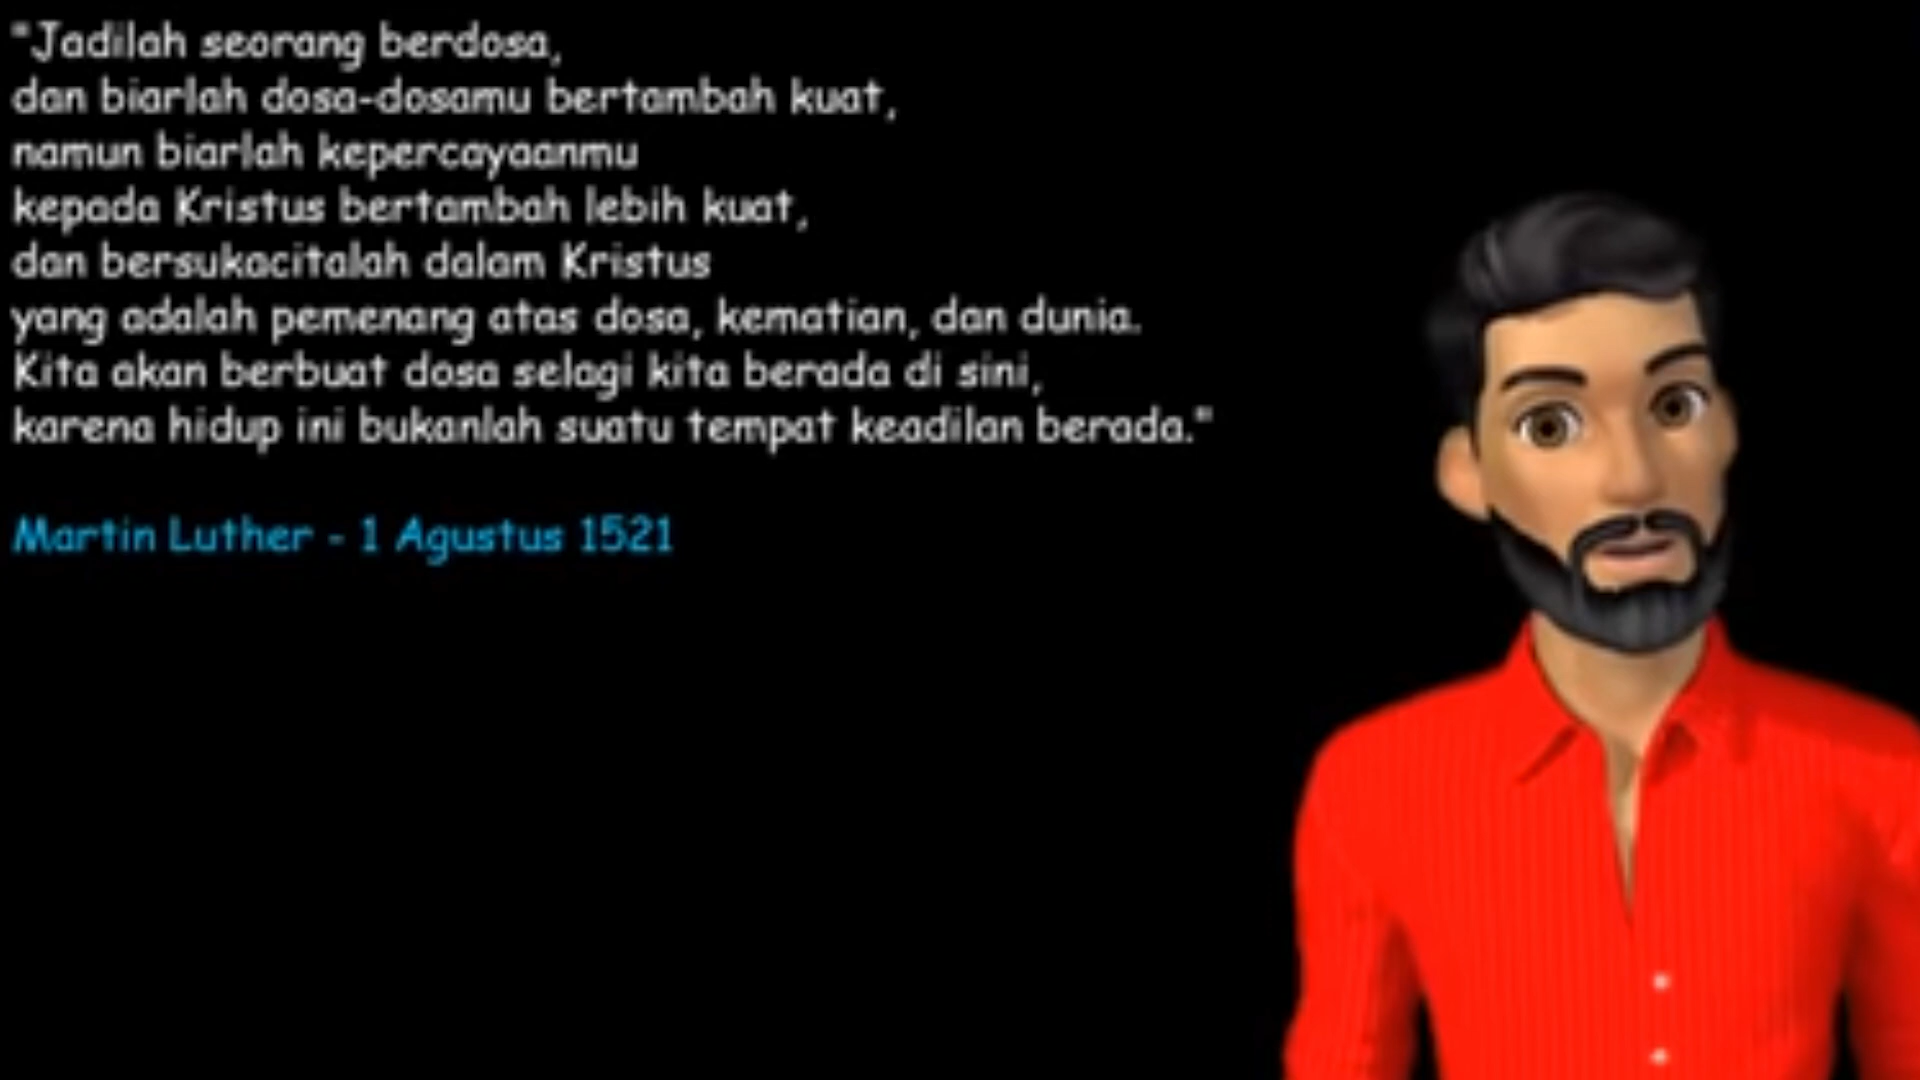 "Jadilah seorang berdosa,
dan biarlah dosa-dosamu bertambah kuat,
namun biarlah kepercayaanmu
kepada Kristus bertambah lebih kuat,
dan bersukacitalah dalam Kristus
yang adalah pemenang atas dosa, kematian, dan dunia.
Kita akan berbuat dosa selagi kita berada di sini,
karena hidup ini bukanlah suatu tempat keadilan berada."
Martin Luther - 1 Agustus 1521